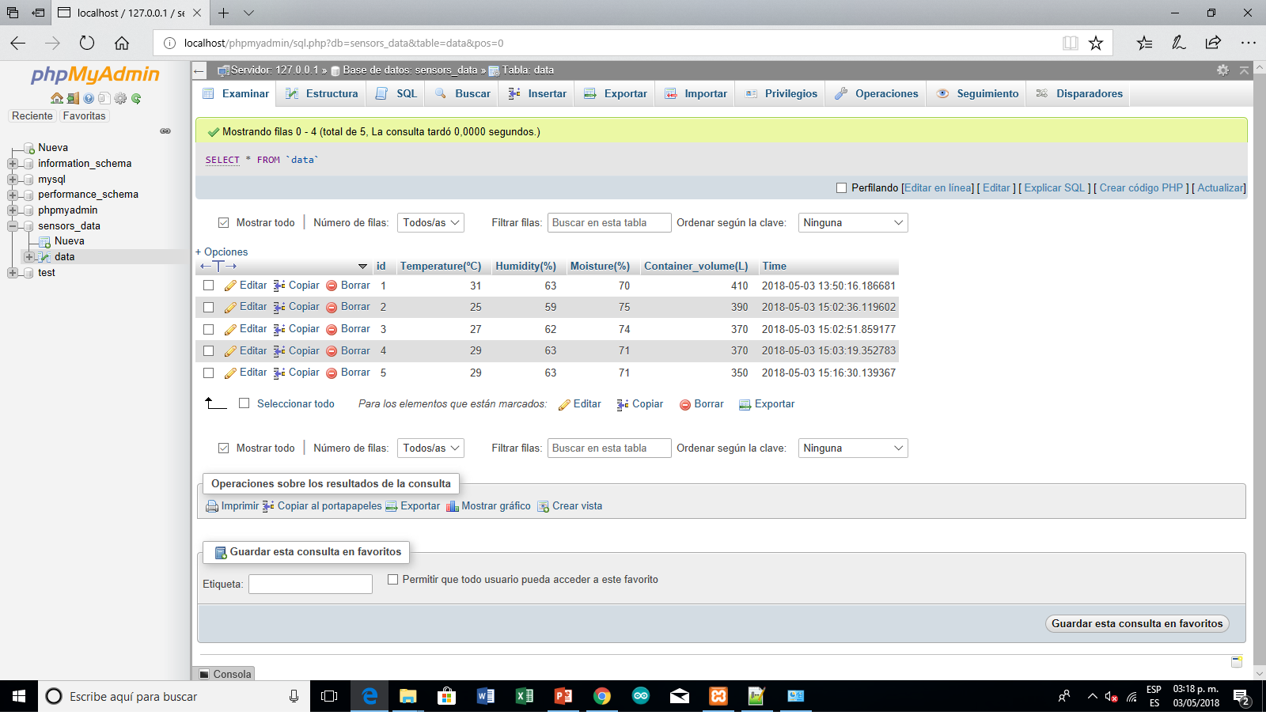 localhost / 127.0.0.1 / se
localhost/phpmyadmin/sql.php?db=sensors_data&table=data&pos=0
phpMyAdmin
Reciente Favoritas
Nueva
information_schema
mysql
performance_schema
phpmyadmin
sensors_data
Nueva
data
test
Servidor: 127.0.0.1 » Base de datos: sensors_data » Tabla: data
Examinar Estructura SQL Buscar Insertar Exportar Importar Privilegios Operaciones Seguimiento Disparadores
Mostrando filas 0 - 4 (total de 5, La consulta tardó 0,0000 segundos.)
SELECT * FROM `data`
Perfilando [Editar en línea] [ Editar ] [ Explicar SQL ] [ Crear código PHP ] [ Actualizar]
Mostrar todo Número de filas: Todos/as Filtrar filas: Buscar en esta tabla Ordenar según la clave: Ninguna
+ Opciones
id Temperature(ºC) Humidity(%) Moisture(%) Container_volume(L) Time
Editar Copiar Borrar 1 31 63 70 410 2018-05-03 13:50:16.186681
Editar Copiar Borrar 2 25 59 75 390 2018-05-03 15:02:36.119602
Editar Copiar Borrar 3 27 62 74 370 2018-05-03 15:02:51.859177
Editar Copiar Borrar 4 29 63 71 370 2018-05-03 15:03:19.352783
Editar Copiar Borrar 5 29 63 71 350 2018-05-03 15:16:30.139367
Seleccionar todo Para los elementos que están marcados: Editar Copiar Borrar Exportar
Mostrar todo Número de filas: Todos/as Filtrar filas: Buscar en esta tabla Ordenar según la clave: Ninguna
Operaciones sobre los resultados de la consulta
Imprimir Copiar al portapapeles Exportar Mostrar gráfico Crear vista
Guardar esta consulta en favoritos
Etiqueta: Permitir que todo usuario pueda acceder a este favorito
Guardar esta consulta en favoritos
Consola
Escribe aquí para buscar
ESP 03:18 p. m.
ES 03/05/2018
2